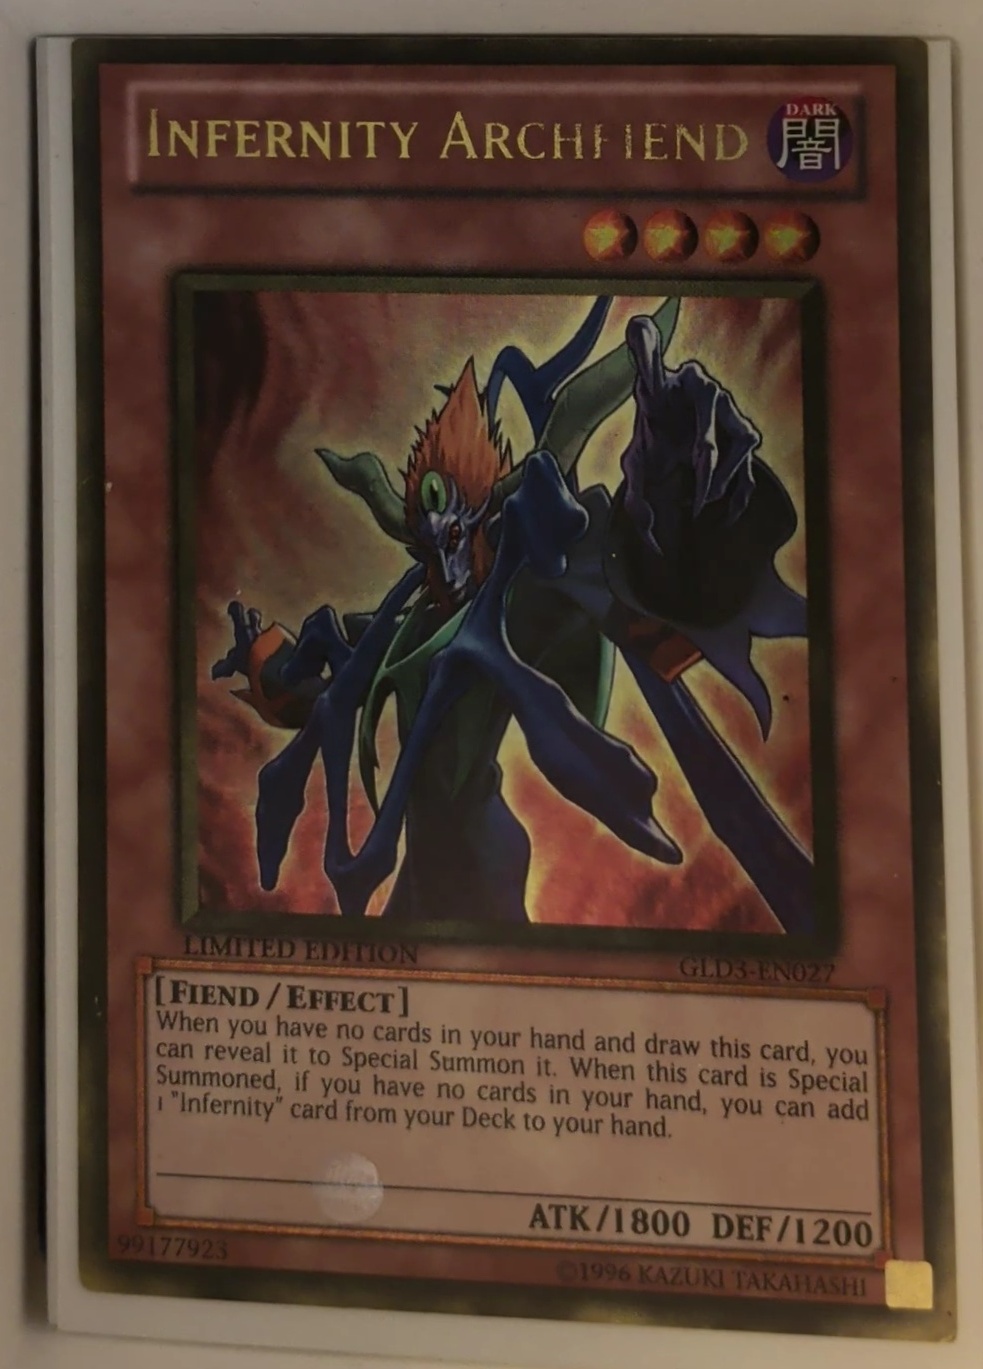 INFERNITY ARCHFIEND
DARK
闇
LIMITED EDITION
GLD3-EN027
[FIEND / EFFECT]
When you have no cards in your hand and draw this card, you
can reveal it to Special Summon it. When this card is Special
Summoned, if you have no cards in your hand, you can add
1 "Infernity" card from your Deck to your hand.
ATK/1800 DEF/1200
99177923
©1996 KAZUKI TAKAHASHI